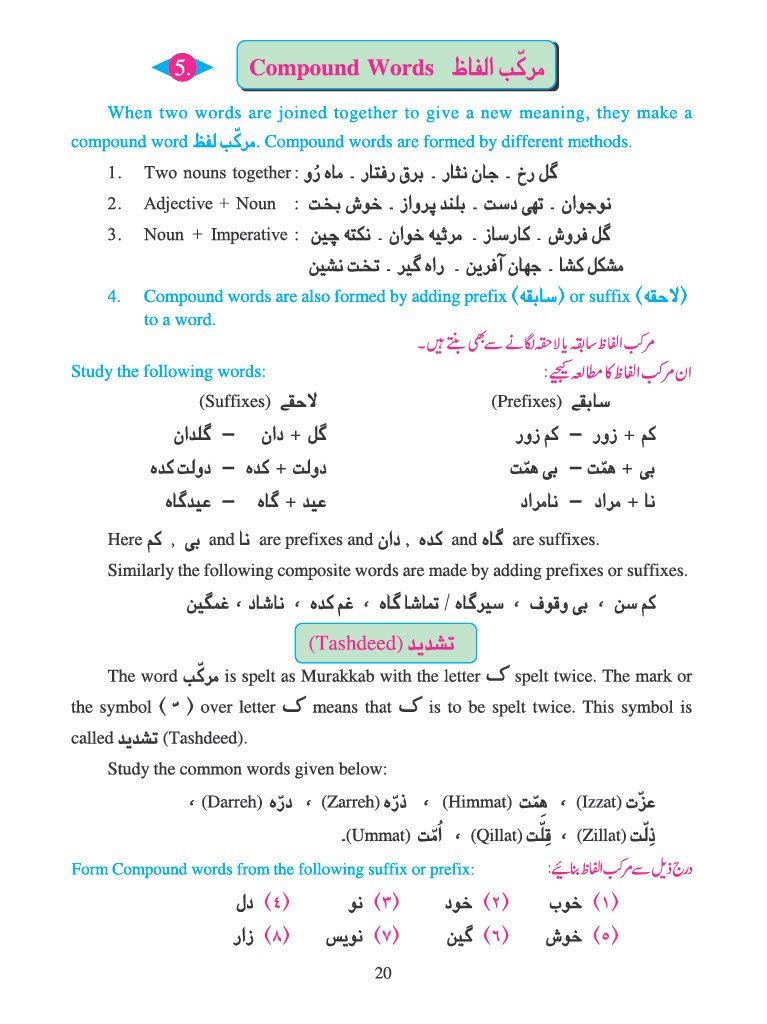 5.
Compound Words مرکّب الفاظ
When two words are joined together to give a new meaning, they make a
compound word مرکّب لفظ. Compound words are formed by different methods.
1. Two nouns together : گل رخ ۔ جان نثار ۔ برق رفتار ۔ ماہ رُو
2. Adjective + Noun : نوجوان ۔ تھی دست ۔ بلند پرواز ۔ خوش بخت
3. Noun + Imperative : گل فروش ۔ کارساز ۔ مرثیہ خوان ۔ نکتہ چین
مشکل کشا ۔ جھان آفرین ۔ راہ گیر ۔ تخت نشین
4. Compound words are also formed by adding prefix (سابقہ) or suffix (لاحقہ)
to a word.
مرکب الفاظ سابقہ یا لاحقہ لگانے سے بھی بنتے ہیں۔
Study the following words: ان مرکب الفاظ کا مطالعہ کیجیے:
(Suffixes) لاحقے (Prefixes) سابقے
گل + دان – گلدان کم + زور – کم زور
دولت + کدہ – دولت کدہ بی + ھمّت – بی ھمّت
عید + گاہ – عیدگاہ نا + مراد – نامراد
Here کم , بی and نا are prefixes and دان , کدہ and گاہ are suffixes.
Similarly the following composite words are made by adding prefixes or suffixes.
کم سن ، بی وقوف ، سیرگاہ / تماشا گاہ ، غم کدہ ، ناشاد ، غمگین
تشدید (Tashdeed)
The word مرکّب is spelt as Murakkab with the letter ک spelt twice. The mark or
the symbol ( ّ ) over letter ک means that ک is to be spelt twice. This symbol is
called تشدید (Tashdeed).
Study the common words given below:
عزّت (Izzat) ، ھِمّت (Himmat) ، ذرّہ (Zarreh) ، درّہ (Darreh) ،
ذِلّت (Zillat) ، قِلّت (Qillat) ، اُمّت (Ummat)۔
Form Compound words from the following suffix or prefix: درج ذیل سے مرکب الفاظ بنائیے:
(۱) خوب (۲) خود (۳) نو (٤) دل
(۵) خوش (٦) گین (۷) نویس (۸) زار
20